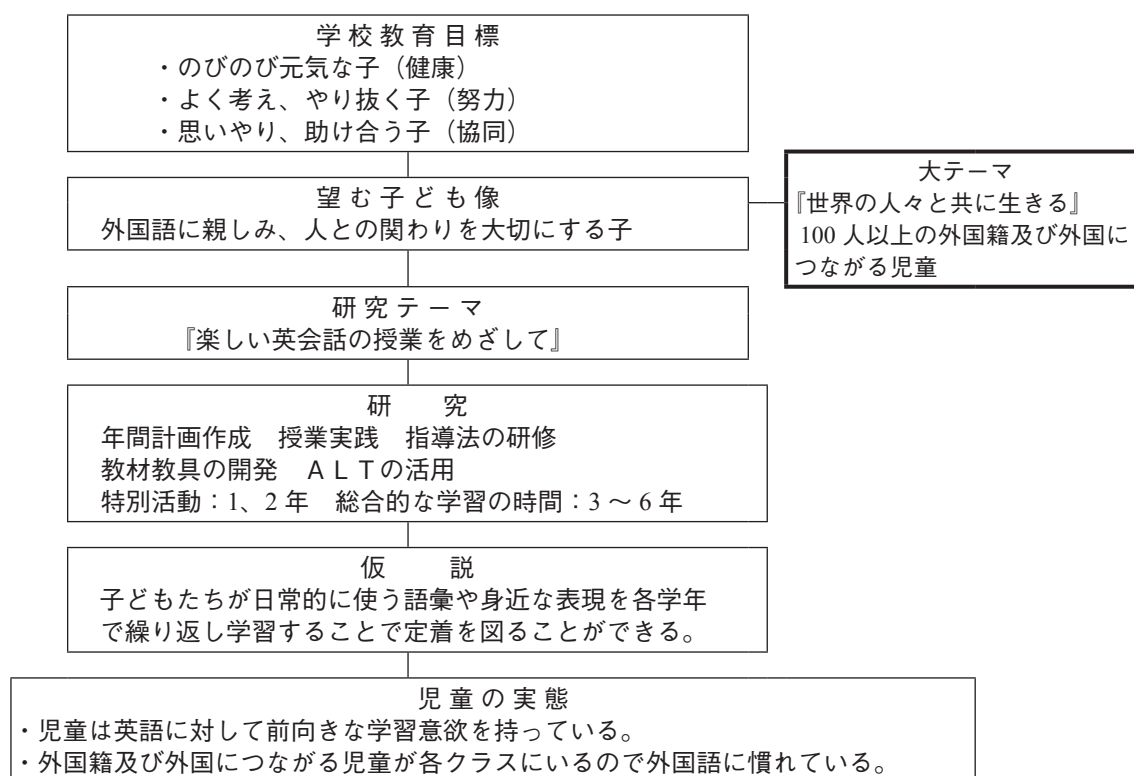 学校教育目標
・のびのび元気な子（健康）
・よく考え、やり抜く子（努力）
・思いやり、助け合う子（協同）
望む子ども像
外国語に親しみ、人との関わりを大切にする子
大テーマ
『世界の人々と共に生きる』
100 人以上の外国籍及び外国に
つながる児童
研究テーマ
『楽しい英会話の授業をめざして』
研　究
年間計画作成　授業実践　指導法の研修
教材教具の開発　ＡＬＴの活用
特別活動：1、2 年　総合的な学習の時間：3 ～ 6 年
仮　説
子どもたちが日常的に使う語彙や身近な表現を各学年
で繰り返し学習することで定着を図ることができる。
児童の実態
・児童は英語に対して前向きな学習意欲を持っている。
・外国籍及び外国につながる児童が各クラスにいるので外国語に慣れている。